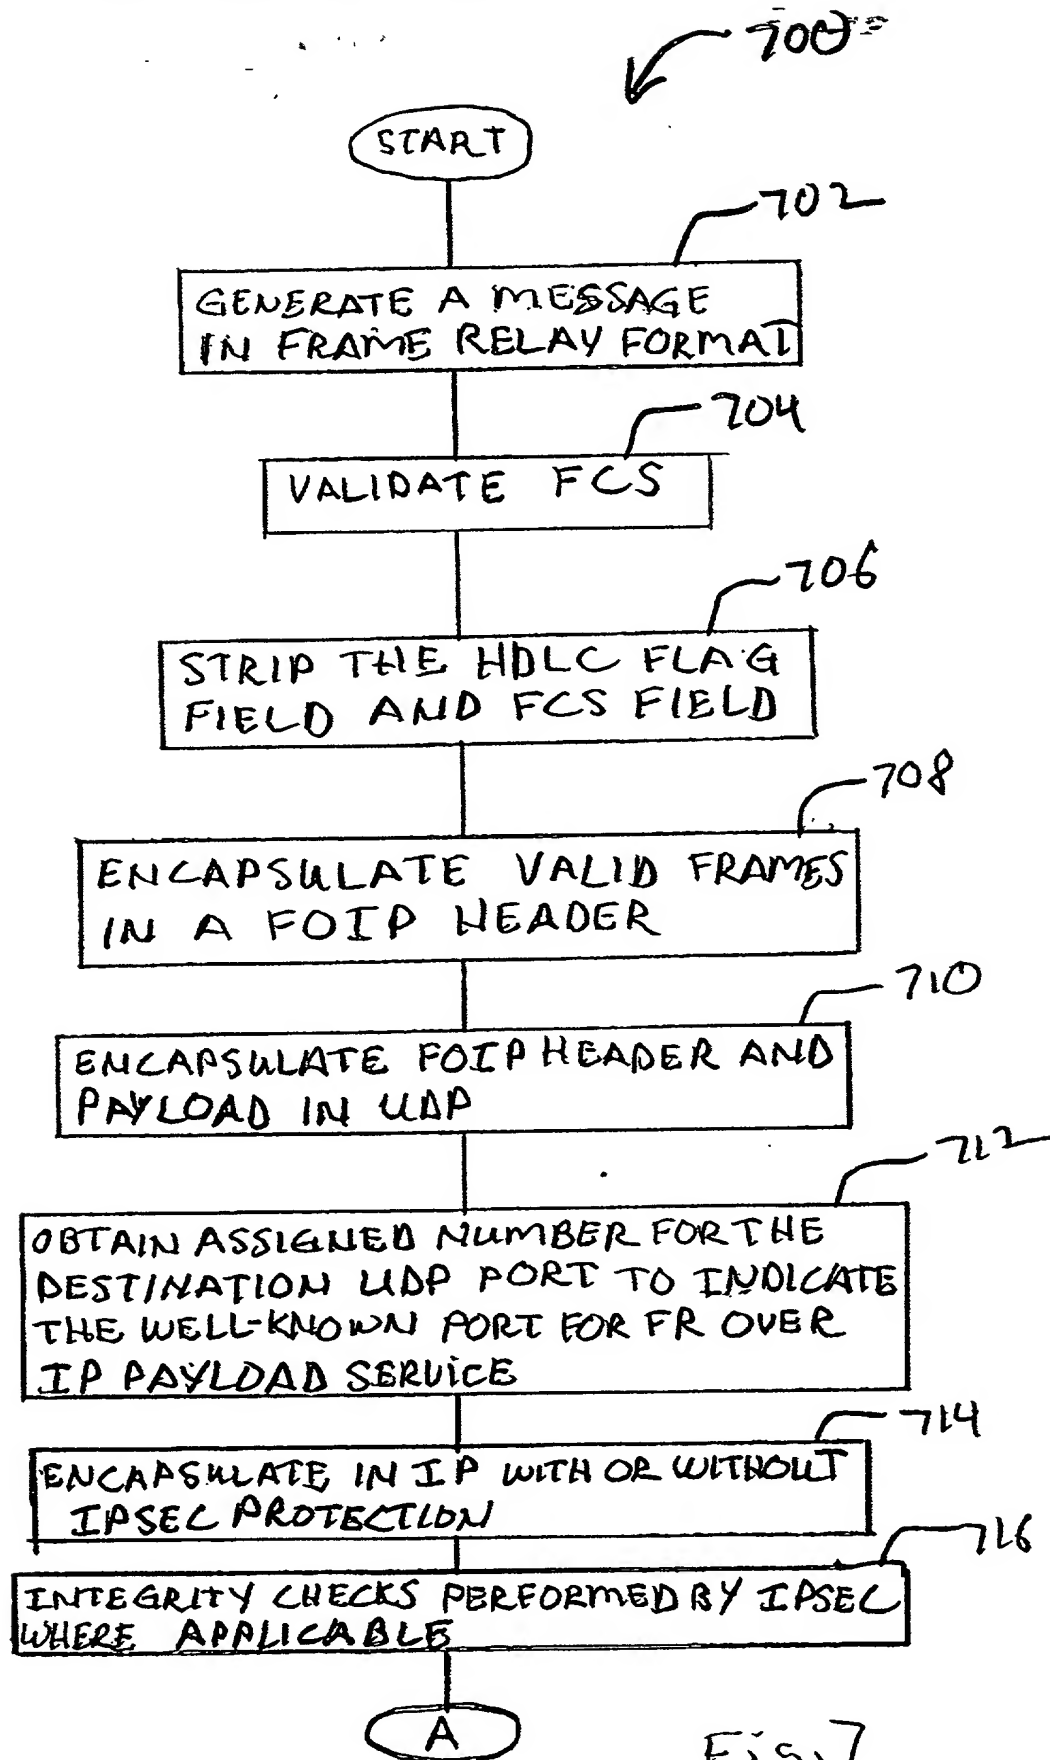 700
START
702
GENERATE A MESSAGE
IN FRAME RELAY FORMAT
704
VALIDATE FCS
706
STRIP THE HDLC FLAG
FIELD AND FCS FIELD
708
ENCAPSULATE VALID FRAMES
IN A FOIP HEADER
710
ENCAPSULATE FOIP HEADER AND
PAYLOAD IN UDP
712
OBTAIN ASSIGNED NUMBER FOR THE
DESTINATION UDP PORT TO INDICATE
THE WELL-KNOWN PORT FOR FR OVER
IP PAYLOAD SERVICE
714
ENCAPSULATE IN IP WITH OR WITHOUT
IPSEC PROTECTION
716
INTEGRITY CHECKS PERFORMED BY IPSEC
WHERE APPLICABLE
A
Fig. 7